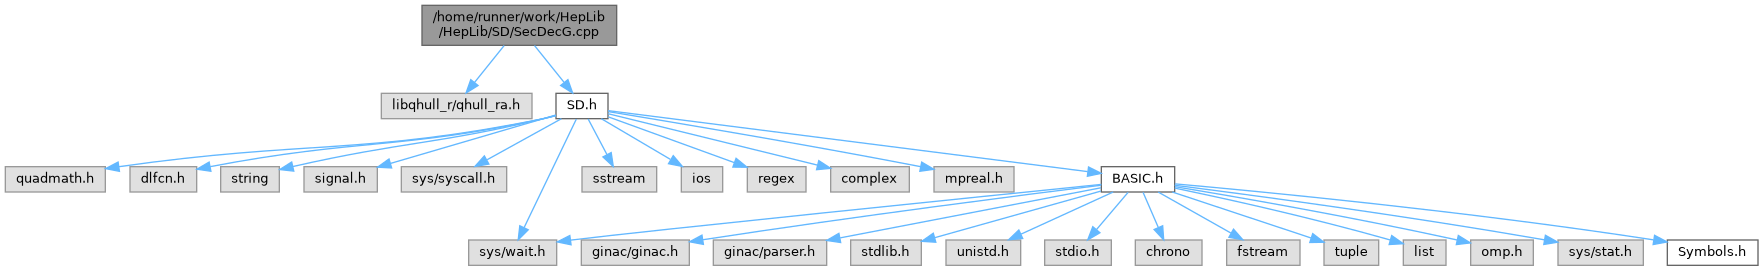 /home/runner/work/HepLib
/HepLib/SD/SecDecG.cpp
libqhull_r/qhull_ra.h
SD.h
quadmath.h
dlfcn.h
string
signal.h
sys/syscall.h
sstream
ios
regex
complex
mpreal.h
BASIC.h
sys/wait.h
ginac/ginac.h
ginac/parser.h
stdlib.h
unistd.h
stdio.h
chrono
fstream
tuple
list
omp.h
sys/stat.h
Symbols.h